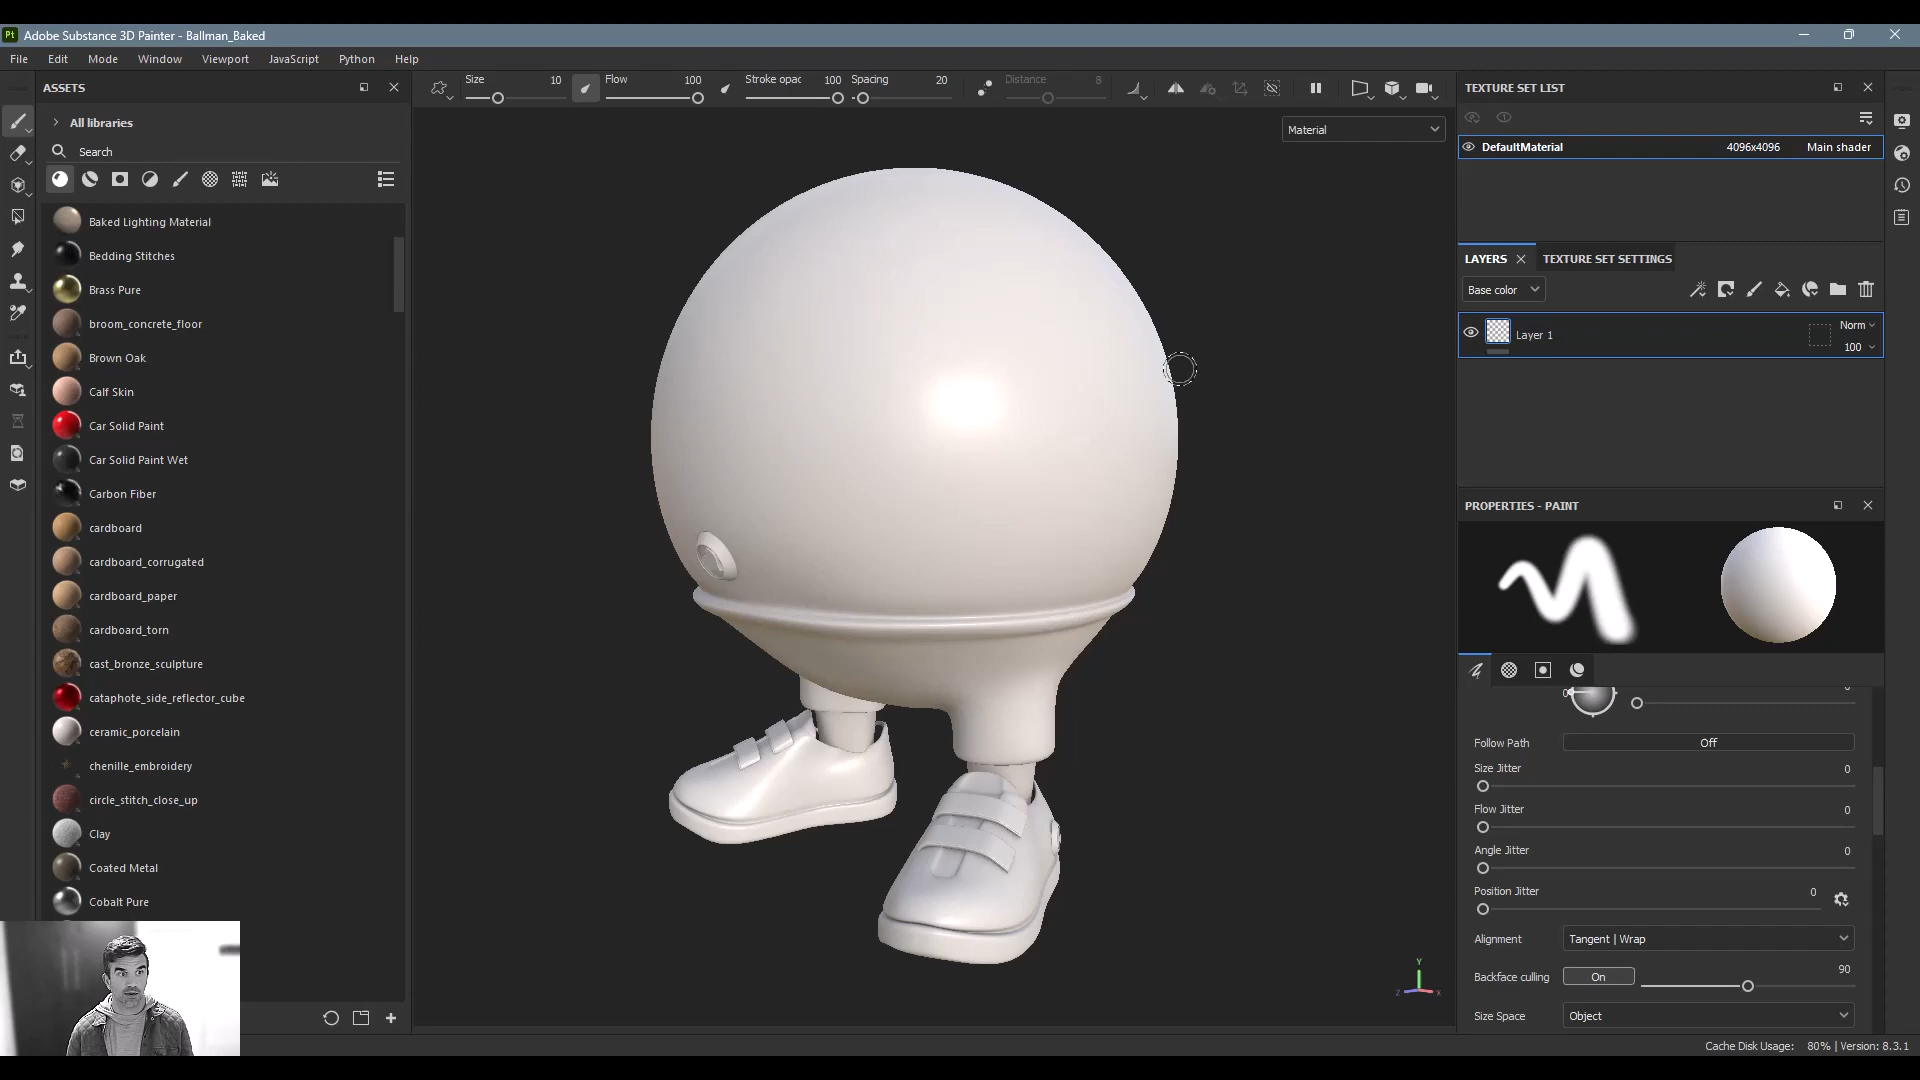 Pt Adobe Substance 3D Painter - Ballman_Baked
File Edit Mode Window Viewport JavaScript Python Help
ASSETS
All libraries
Search
Baked Lighting Material
Bedding Stitches
Brass Pure
broom_concrete_floor
Brown Oak
Calf Skin
Car Solid Paint
Car Solid Paint Wet
Carbon Fiber
cardboard
cardboard_corrugated
cardboard_paper
cardboard_torn
cast_bronze_sculpture
cataphote_side_reflector_cube
ceramic_porcelain
chenille_embroidery
circle_stitch_close_up
Clay
Coated Metal
Cobalt Pure
Size 10 Flow 100 Stroke opac 100 Spacing 20 Distance 8
Material
Y
Z X
TEXTURE SET LIST
DefaultMaterial 4096x4096 Main shader
LAYERS TEXTURE SET SETTINGS
Base color
Layer 1 Norm
100
PROPERTIES - PAINT
0
Follow Path Off
Size Jitter 0
Flow Jitter 0
Angle Jitter 0
Position Jitter 0
Alignment Tangent | Wrap
Backface culling On 90
Size Space Object
Cache Disk Usage: 80% | Version: 8.3.1